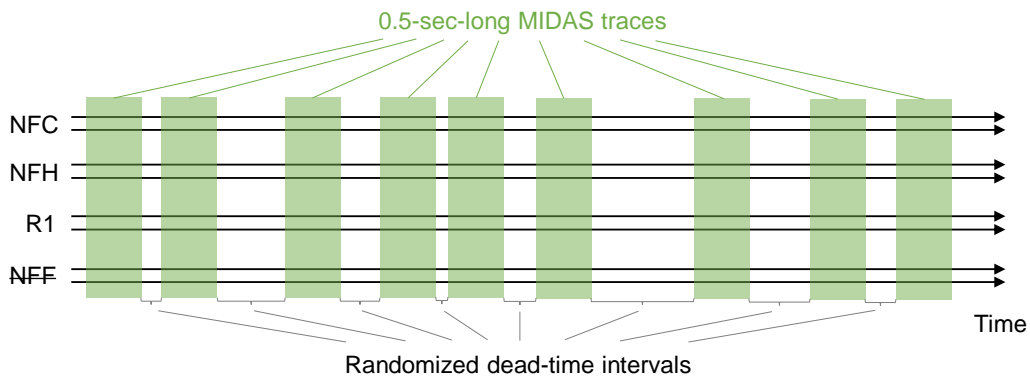 0.5-sec-long MIDAS traces
NFC
NFH
R1
NFF
Time
Randomized dead-time intervals